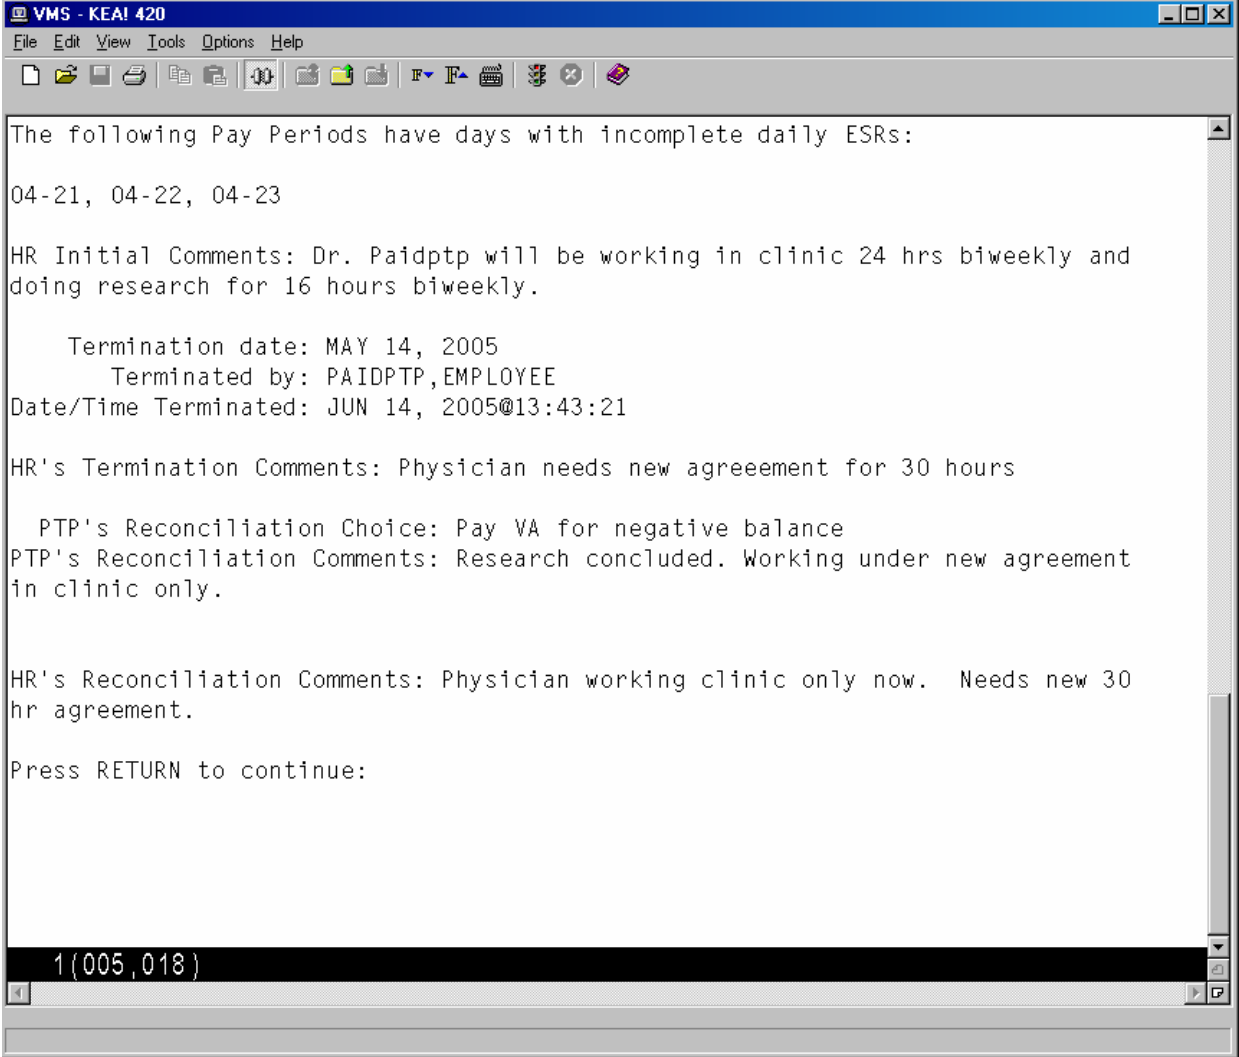 VMS - KEA! 420
File Edit View Tools Options Help
The following Pay Periods have days with incomplete daily ESRs:
04-21, 04-22, 04-23
HR Initial Comments: Dr. Paidptp will be working in clinic 24 hrs biweekly and
doing research for 16 hours biweekly.
Termination date: MAY 14, 2005
Terminated by: PAIDPTP,EMPLOYEE
Date/Time Terminated: JUN 14, 2005@13:43:21
HR's Termination Comments: Physician needs new agreeement for 30 hours
PTP's Reconciliation Choice: Pay VA for negative balance
PTP's Reconciliation Comments: Research concluded. Working under new agreement
in clinic only.
HR's Reconciliation Comments: Physician working clinic only now.  Needs new 30
hr agreement.
Press RETURN to continue:
1(005,018)